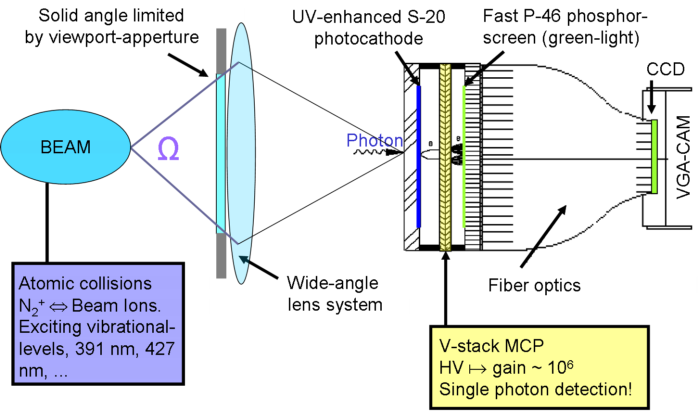 Solid angle limited
by viewport-apperture
UV-enhanced S-20
photocathode
Fast P-46 phosphor-
screen (green-light)
CCD
BEAM
Ω
Photon
e
VGA-CAM
Wide-angle
lens system
Fiber optics
Atomic collisions
N₂⁺ ⇔ Beam Ions.
Exciting vibrational-
levels, 391 nm, 427
nm, ...
V-stack MCP
HV ↦ gain ~ 10⁶
Single photon detection!